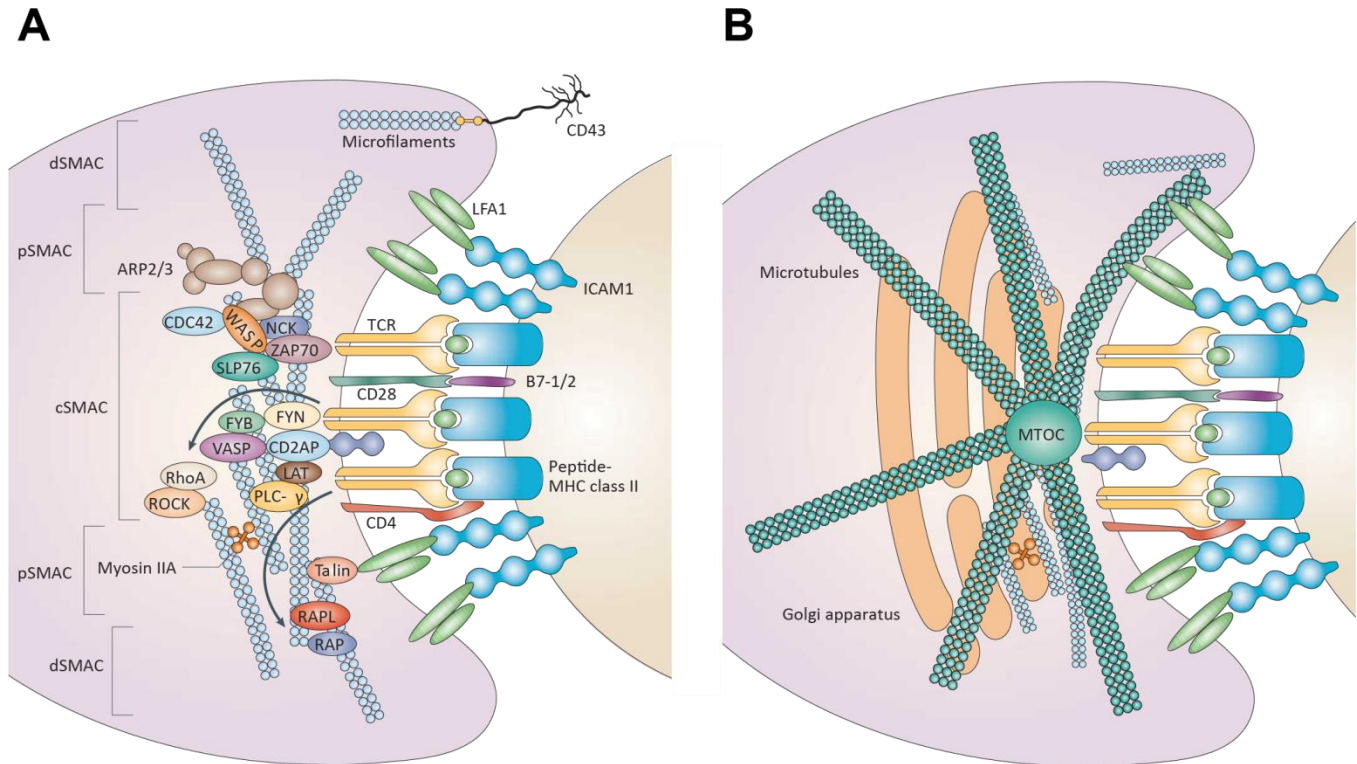 A
B
CD43
Microfilaments
dSMAC
LFA1
pSMAC
ARP2/3
ICAM1
CDC42
WASP
NCK
TCR
ZAP70
SLP76
B7-1/2
CD28
cSMAC
FYB
FYN
VASP
CD2AP
RhoA
LAT
Peptide-
MHC class II
ROCK
PLC-γ
CD4
pSMAC
Myosin IIA
Talin
RAPL
RAP
dSMAC
Microtubules
MTOC
Golgi apparatus